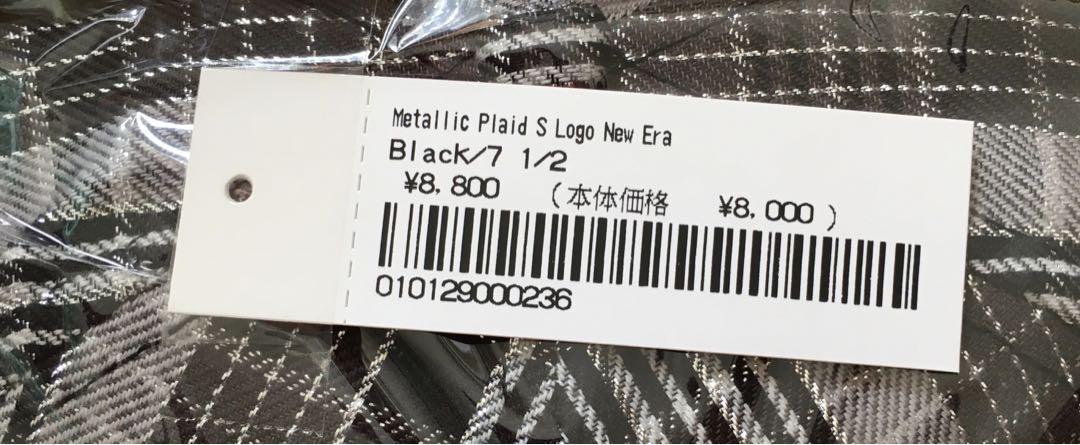 Metallic Plaid S Logo New Era
Black/7 1/2
¥8,800 (本体価格 ¥8,000 )
010129000236